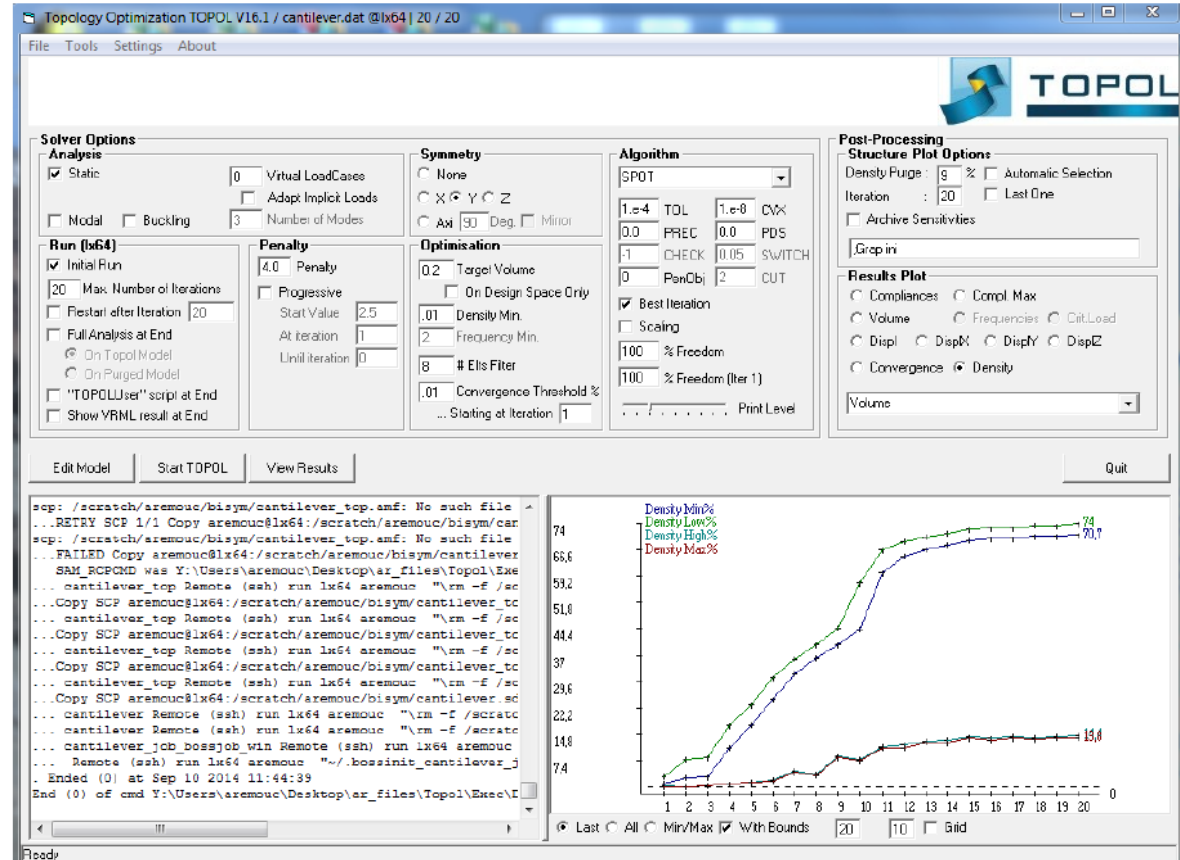 Topology Optimization TOPOL V16.1 / cantilever.dat @lx64 | 20 / 20
File Tools Settings About
TOPOL
Solver Options
Analysis
Static
0 Virtual LoadCases
Adapt Implicit Loads
Modal Buckling 3 Number of Modes
Symmetry
None
X Y Z
Axi 90 Deg. Mirror
Algorithm
SPOT
1.e-4 TOL 1.e-8 CVX
0.0 PREC 0.0 PDS
-1 CHECK 0.05 SWITCH
0 PenObj 2 CUT
Best Iteration
Scaling
100 % Freedom
100 % Freedom (Iter 1)
Print Level
Run (lx64)
Initial Run
20 Max. Number of Iterations
Restart after Iteration 20
Full Analysis at End
On Topol Model
On Purged Model
"TOPOLUser" script at End
Show VRML result at End
Penalty
4.0 Penalty
Progressive
Start Value 2.5
At iteration 1
Until iteration 0
Optimisation
0.2 Target Volume
On Design Space Only
.01 Density Min.
2 Frequency Min.
8 # Elts Filter
.01 Convergence Threshold %
... Starting at Iteration 1
Post-Processing
Structure Plot Options
Density Purge : 9 % Automatic Selection
Iteration : 20 Last One
Archive Sensitivities
,Grap ini
Results Plot
Compliances Compl. Max
Volume Frequencies Crit.Load
Displ DisplX DisplY DisplZ
Convergence Density
Volume
Edit Model Start TOPOL View Results Quit
scp: /scratch/aremouc/bisym/cantilever_top.amf: No such file
...RETRY SCP 1/1 Copy aremouc@lx64:/scratch/aremouc/bisym/can
scp: /scratch/aremouc/bisym/cantilever_top.amf: No such file
...FAILED Copy aremouc@lx64:/scratch/aremouc/bisym/cantilever
SAM_RCPCMD was Y:\Users\aremouc\Desktop\ar_files\Topol\Exe
... cantilever_top Remote (ssh) run lx64 aremouc "\rm -f /sc
...Copy SCP aremouc@lx64:/scratch/aremouc/bisym/cantilever_tc
... cantilever_top Remote (ssh) run lx64 aremouc "\rm -f /sc
...Copy SCP aremouc@lx64:/scratch/aremouc/bisym/cantilever_tc
... cantilever_top Remote (ssh) run lx64 aremouc "\rm -f /sc
...Copy SCP aremouc@lx64:/scratch/aremouc/bisym/cantilever_tc
... cantilever_top Remote (ssh) run lx64 aremouc "\rm -f /sc
...Copy SCP aremouc@lx64:/scratch/aremouc/bisym/cantilever.sd
... cantilever Remote (ssh) run lx64 aremouc "\rm -f /scratc
... cantilever Remote (ssh) run lx64 aremouc "\rm -f /scratc
... cantilever_job_bossjob_win Remote (ssh) run lx64 aremouc
... Remote (ssh) run lx64 aremouc "~/.bossinit_cantilever_j
. Ended (0) at Sep 10 2014 11:44:39
End (0) of cmd Y:\Users\aremouc\Desktop\ar_files\Topol\Exec\E
Density Min%
Density Low%
Density High%
Density Max%
74
66,6
59,2
51,8
44,4
37
29,6
22,2
14,8
7,4
74
70,7
0
1 2 3 4 5 6 7 8 9 10 11 12 13 14 15 16 17 18 19 20
Last All Min/Max With Bounds 20 10 Grid
Ready